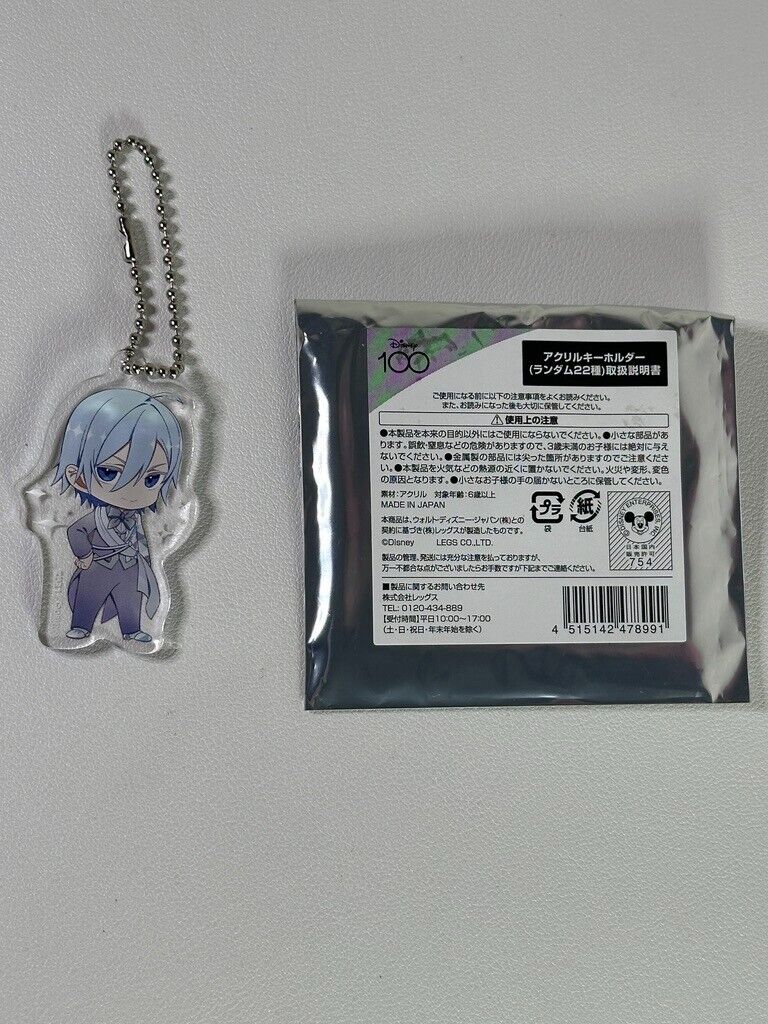 Disney
100
アクリルキーホルダー
(ランダム22種)取扱説明書
ご使用になる前に以下の注意事項をよくお読みください。
また、お読みになった後も大切に保管してください。
⚠使用上の注意
●本製品を本来の目的以外にはご使用にならないでください。●小さな部品があ
ります。誤飲・窒息などの危険がありますので、3歳未満のお子様には絶対に与え
ないでください。●金属製の部品には尖った箇所がありますのでご注意くださ
い。●本製品を火気などの熱源の近くに置かないでください。火災や変形、変色
の原因となります。●小さなお子様の手の届かないところに保管してください。
素材:アクリル 対象年齢:6歳以上
MADE IN JAPAN
本商品は、ウォルトディズニー・ジャパン(株)との
契約に基づき(株)レッグスが製造したものです。
©Disney LEGS CO.,LTD.
プラ
袋
紙
台紙
©DISNEY ENTERPRISES, INC.
日本国内
販売許可
754
製品の管理、発送には充分な注意を払っておりますが、
万一不都合な点がございましたらお手数ですが下記までご連絡ください。
■製品に関するお問い合わせ先
株式会社レッグス
TEL: 0120-434-889
【受付時間】平日10:00〜17:00
(土・日・祝日・年末年始を除く)
4 515142 478991